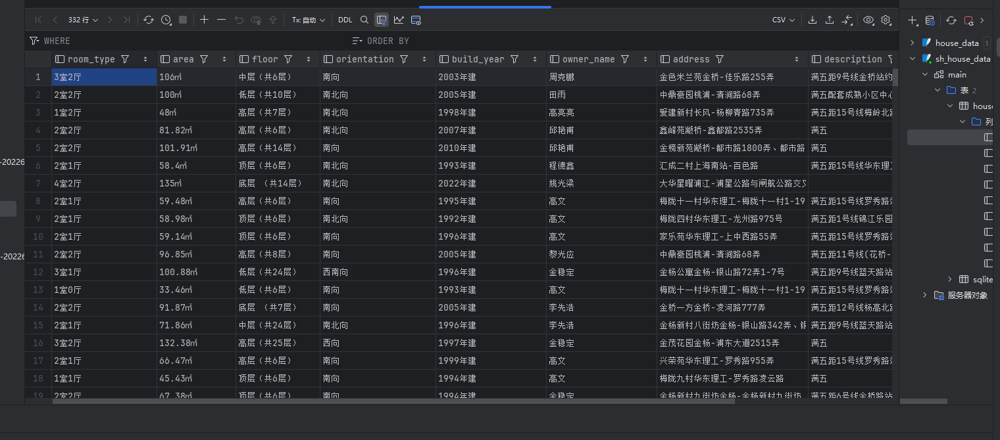 332 行 Tx: 自动 DDL CSV
WHERE ORDER BY
room_type area floor orientation build_year owner_name address description
1 3室2厅 106㎡ 中层（共6层） 南向 2003年建 周克鹏 金色米兰苑金桥-佳乐路255弄 满五距9号线金桥站约
2 2室2厅 100㎡ 低层（共10层） 南北向 2005年建 田雨 中鼎豪园桃浦-清涧路68弄 满五配套成熟小区中心
3 1室2厅 48㎡ 高层（共7层） 南北向 1998年建 高亮亮 爱建新村长风-杨柳青路735弄 满五距15号线梅岭北路
4 2室2厅 81.82㎡ 高层（共6层） 南北向 2007年建 邱艳甫 鑫峰苑颛桥-鑫都路2535弄 满五
5 2室2厅 101.91㎡ 高层（共14层） 南向 2010年建 邱艳甫 金榜新苑颛桥-都市路1800弄、都市路 满五
6 2室1厅 58.4㎡ 顶层（共6层） 南北向 1993年建 程德鑫 汇成二村上海南站-百色路 满五距15号线华东理工
7 4室2厅 135㎡ 底层 （共14层） 南北向 2022年建 姚光梁 大华星曜浦江-浦星公路与闸航公路交叉
8 2室1厅 59.48㎡ 高层（共6层） 南向 1995年建 高文 梅陇十一村华东理工-梅陇十一村1-19 满五距15号线罗秀路站
9 2室1厅 58.98㎡ 顶层（共6层） 南北向 1992年建 高文 梅陇四村华东理工-龙州路975号 满五距1号线锦江乐园
10 2室1厅 59.14㎡ 顶层（共6层） 南向 1996年建 高文 家乐苑华东理工-上中西路55弄 满五距15号线罗秀路站
11 2室2厅 96.85㎡ 高层（共8层） 南向 2005年建 黎光应 中鼎豪园桃浦-清涧路68弄 满五距11号线(花桥-
12 3室1厅 100.88㎡ 低层（共24层） 西南向 1996年建 金稳定 金杨公寓金杨-银山路72弄1-7号 满五距9号线蓝天路站
13 1室0厅 33.46㎡ 低层（共6层） 南向 1993年建 高文 梅陇十一村华东理工-梅陇十一村1-19 满五距15号线罗秀路站
14 2室2厅 91.87㎡ 底层 （共7层） 南向 2005年建 李先浩 金桥一方金桥-凌河路777弄 满五距12号线杨高北路
15 2室1厅 71.86㎡ 中层（共24层） 南北向 1996年建 李先浩 金杨新村八街坊金杨-银山路342弄、银 满五距9号线蓝天路站
16 3室2厅 132.38㎡ 高层（共25层） 西向 1997年建 金稳定 金茂花园金杨-浦东大道2515弄 满五
17 2室1厅 66.47㎡ 高层（共6层） 南向 1999年建 高文 兴荣苑华东理工-罗秀路955弄 满五距15号线罗秀路站
18 1室1厅 45.43㎡ 顶层（共6层） 南向 1994年建 高文 梅陇九村华东理工-罗秀路凌云路 满五
19 2室2厅 67.38㎡ 顶层（共6层） 南向 1994年建 金稳定 金杨新村九街坊金杨-金杨新村九街坊 满五距6号线金桥路站
-20226
-20226
house_data 1
sh_house_data
main
表 2
hous
列
sqlite
服务器对象